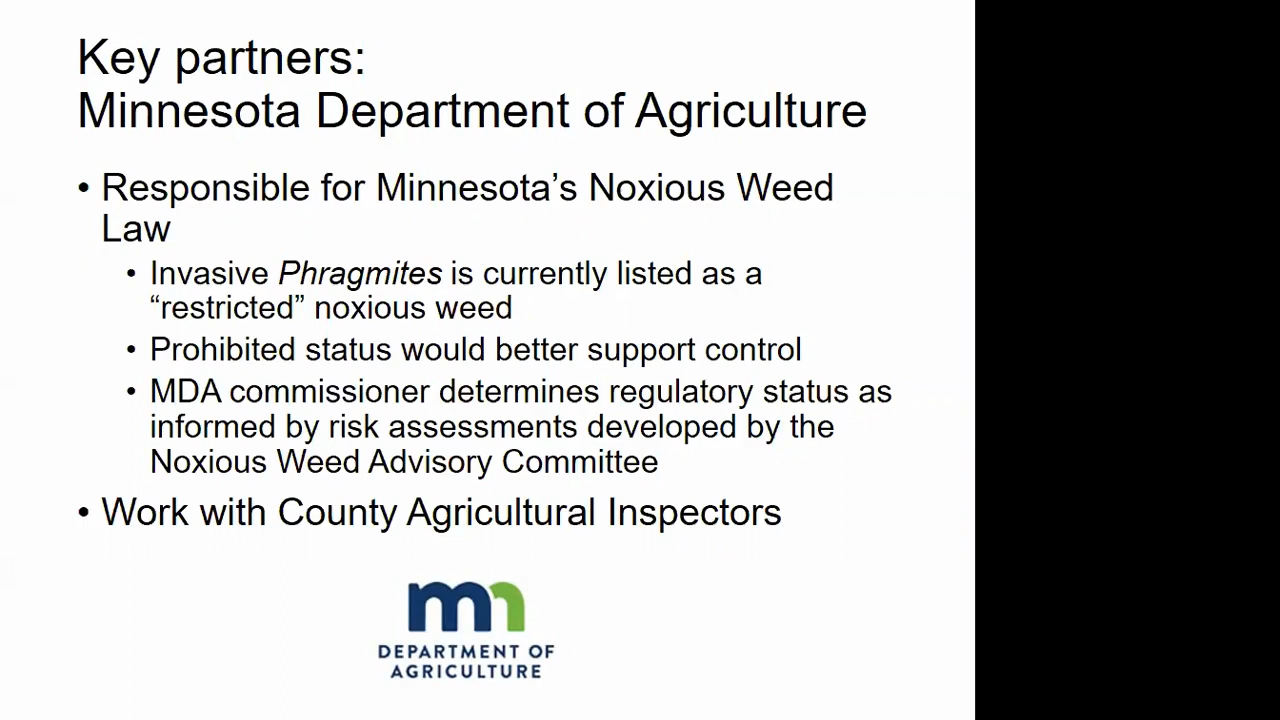 Key partners:
Minnesota Department of Agriculture
• Responsible for Minnesota’s Noxious Weed
Law
• Invasive Phragmites is currently listed as a
“restricted” noxious weed
• Prohibited status would better support control
• MDA commissioner determines regulatory status as
informed by risk assessments developed by the
Noxious Weed Advisory Committee
• Work with County Agricultural Inspectors
mn
DEPARTMENT OF
AGRICULTURE